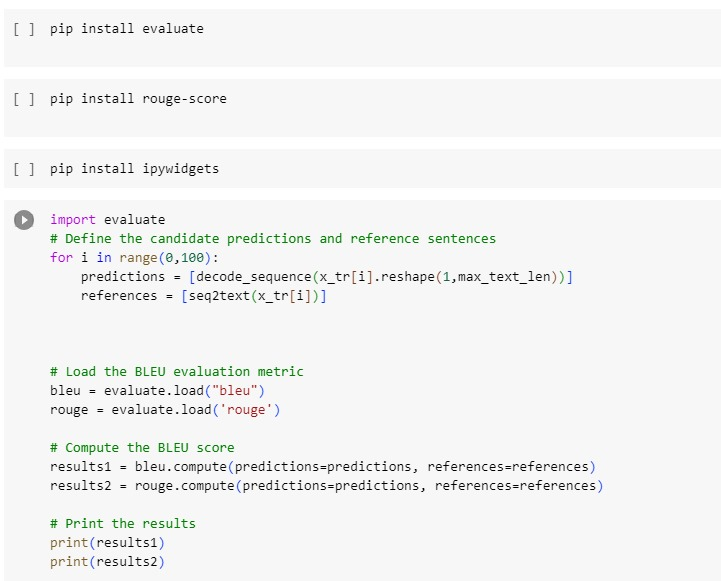 [ ] pip install evaluate
[ ] pip install rouge-score
[ ] pip install ipywidgets
import evaluate
# Define the candidate predictions and reference sentences
for i in range(0,100):
    predictions = [decode_sequence(x_tr[i].reshape(1,max_text_len))]
    references = [seq2text(x_tr[i])]
# Load the BLEU evaluation metric
bleu = evaluate.load("bleu")
rouge = evaluate.load('rouge')
# Compute the BLEU score
results1 = bleu.compute(predictions=predictions, references=references)
results2 = rouge.compute(predictions=predictions, references=references)
# Print the results
print(results1)
print(results2)